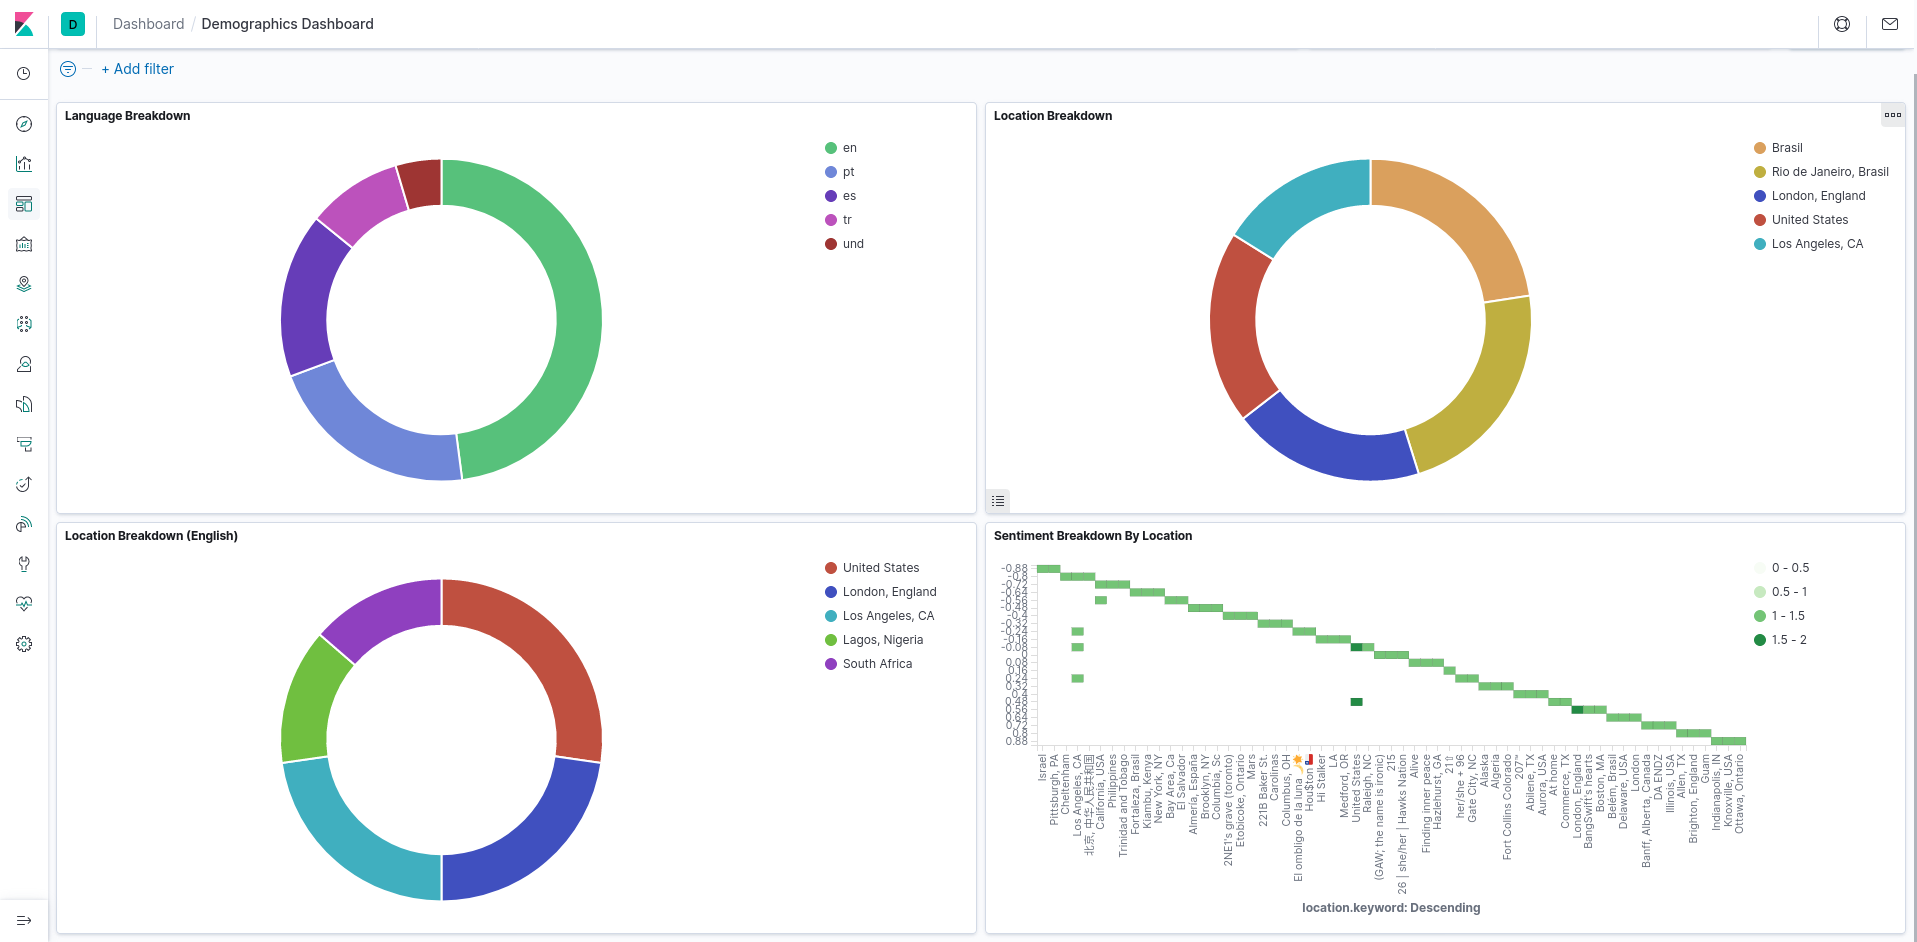 D Dashboard / Demographics Dashboard
+ Add filter
Language Breakdown
en
pt
es
tr
und
Location Breakdown
Brasil
Rio de Janeiro, Brasil
London, England
United States
Los Angeles, CA
Location Breakdown (English)
United States
London, England
Los Angeles, CA
Lagos, Nigeria
South Africa
Sentiment Breakdown By Location
-0.88
-0.8
-0.72
-0.64
-0.56
-0.48
-0.4
-0.32
-0.24
-0.16
-0.08
0
0.08
0.16
0.24
0.32
0.4
0.48
0.56
0.64
0.72
0.8
0.88
Israel
Pittsburgh, PA
Cheltenham
Los Angeles, CA
北京, 中华人民共和国
California, USA
Philippines
Trinidad and Tobago
Fortaleza, Brasil
Kiambu, Kenya
New York, NY
Bay Area, Ca
El Salvador
Almería, España
Brooklyn, NY
Columbia, Sc
2NE1's grave (toronto)
Etobicoke, Ontario
Mars
221B Baker St.
Carolinas
Columbus, OH
El ombligo de la luna
Hou$ton
Hi Stalker
LA
Medford, OR
United States
Raleigh, NC
(GAW; the name is ironic)
215
26 | she/her | Hawks Nation
Alive
Finding inner peace
Hazlehurst, GA
21⇧
her/she + 96
Gate City, NC
Alaska
Algeria
Fort Collins Colorado
207"
Abilene, TX
Aurora, USA
At home
Commerce, TX
London, England
BangSwift's hearts
Boston, MA
Belém, Brasil
Delaware, USA
London
Banff, Alberta, Canada
DA ENDZ
Illinois, USA
Allen, TX
Brighton, England
Guam
Indianapolis, IN
Knoxville, USA
Ottawa, Ontario
location.keyword: Descending
0 - 0.5
0.5 - 1
1 - 1.5
1.5 - 2